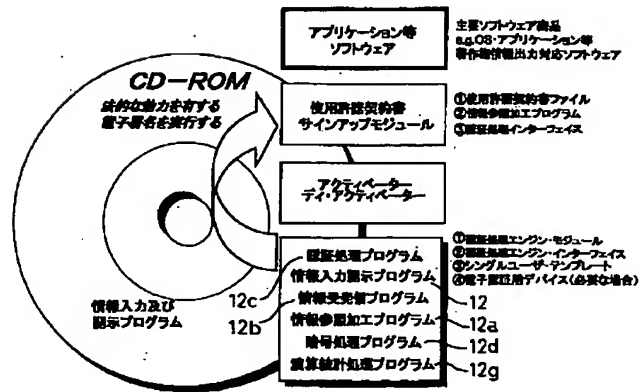 アプリケーション等
ソフトウェア
主要ソフトウェア商品
e.g.OS・アプリケーション等
著作権情報出力対応ソフトウェア
CD-ROM
法的な効力を有する
電子署名を実行する
使用許諾契約書
サインアップモジュール
①使用許諾契約書ファイル
②情報参照加工プログラム
③認証処理インターフェイス
アクティベーター
ディ・アクティベーター
①認証処理エンジン・モジュール
②認証処理エンジン・インターフェイス
③シングルユーザ・テンプレート
④電子認証用デバイス(必要な場合)
認証処理プログラム
情報入力開示プログラム
情報受発信プログラム
情報参照加工プログラム
暗号処理プログラム
演算統計処理プログラム
12c
12b
12
12a
12d
12g
情報入力及び
開示プログラム